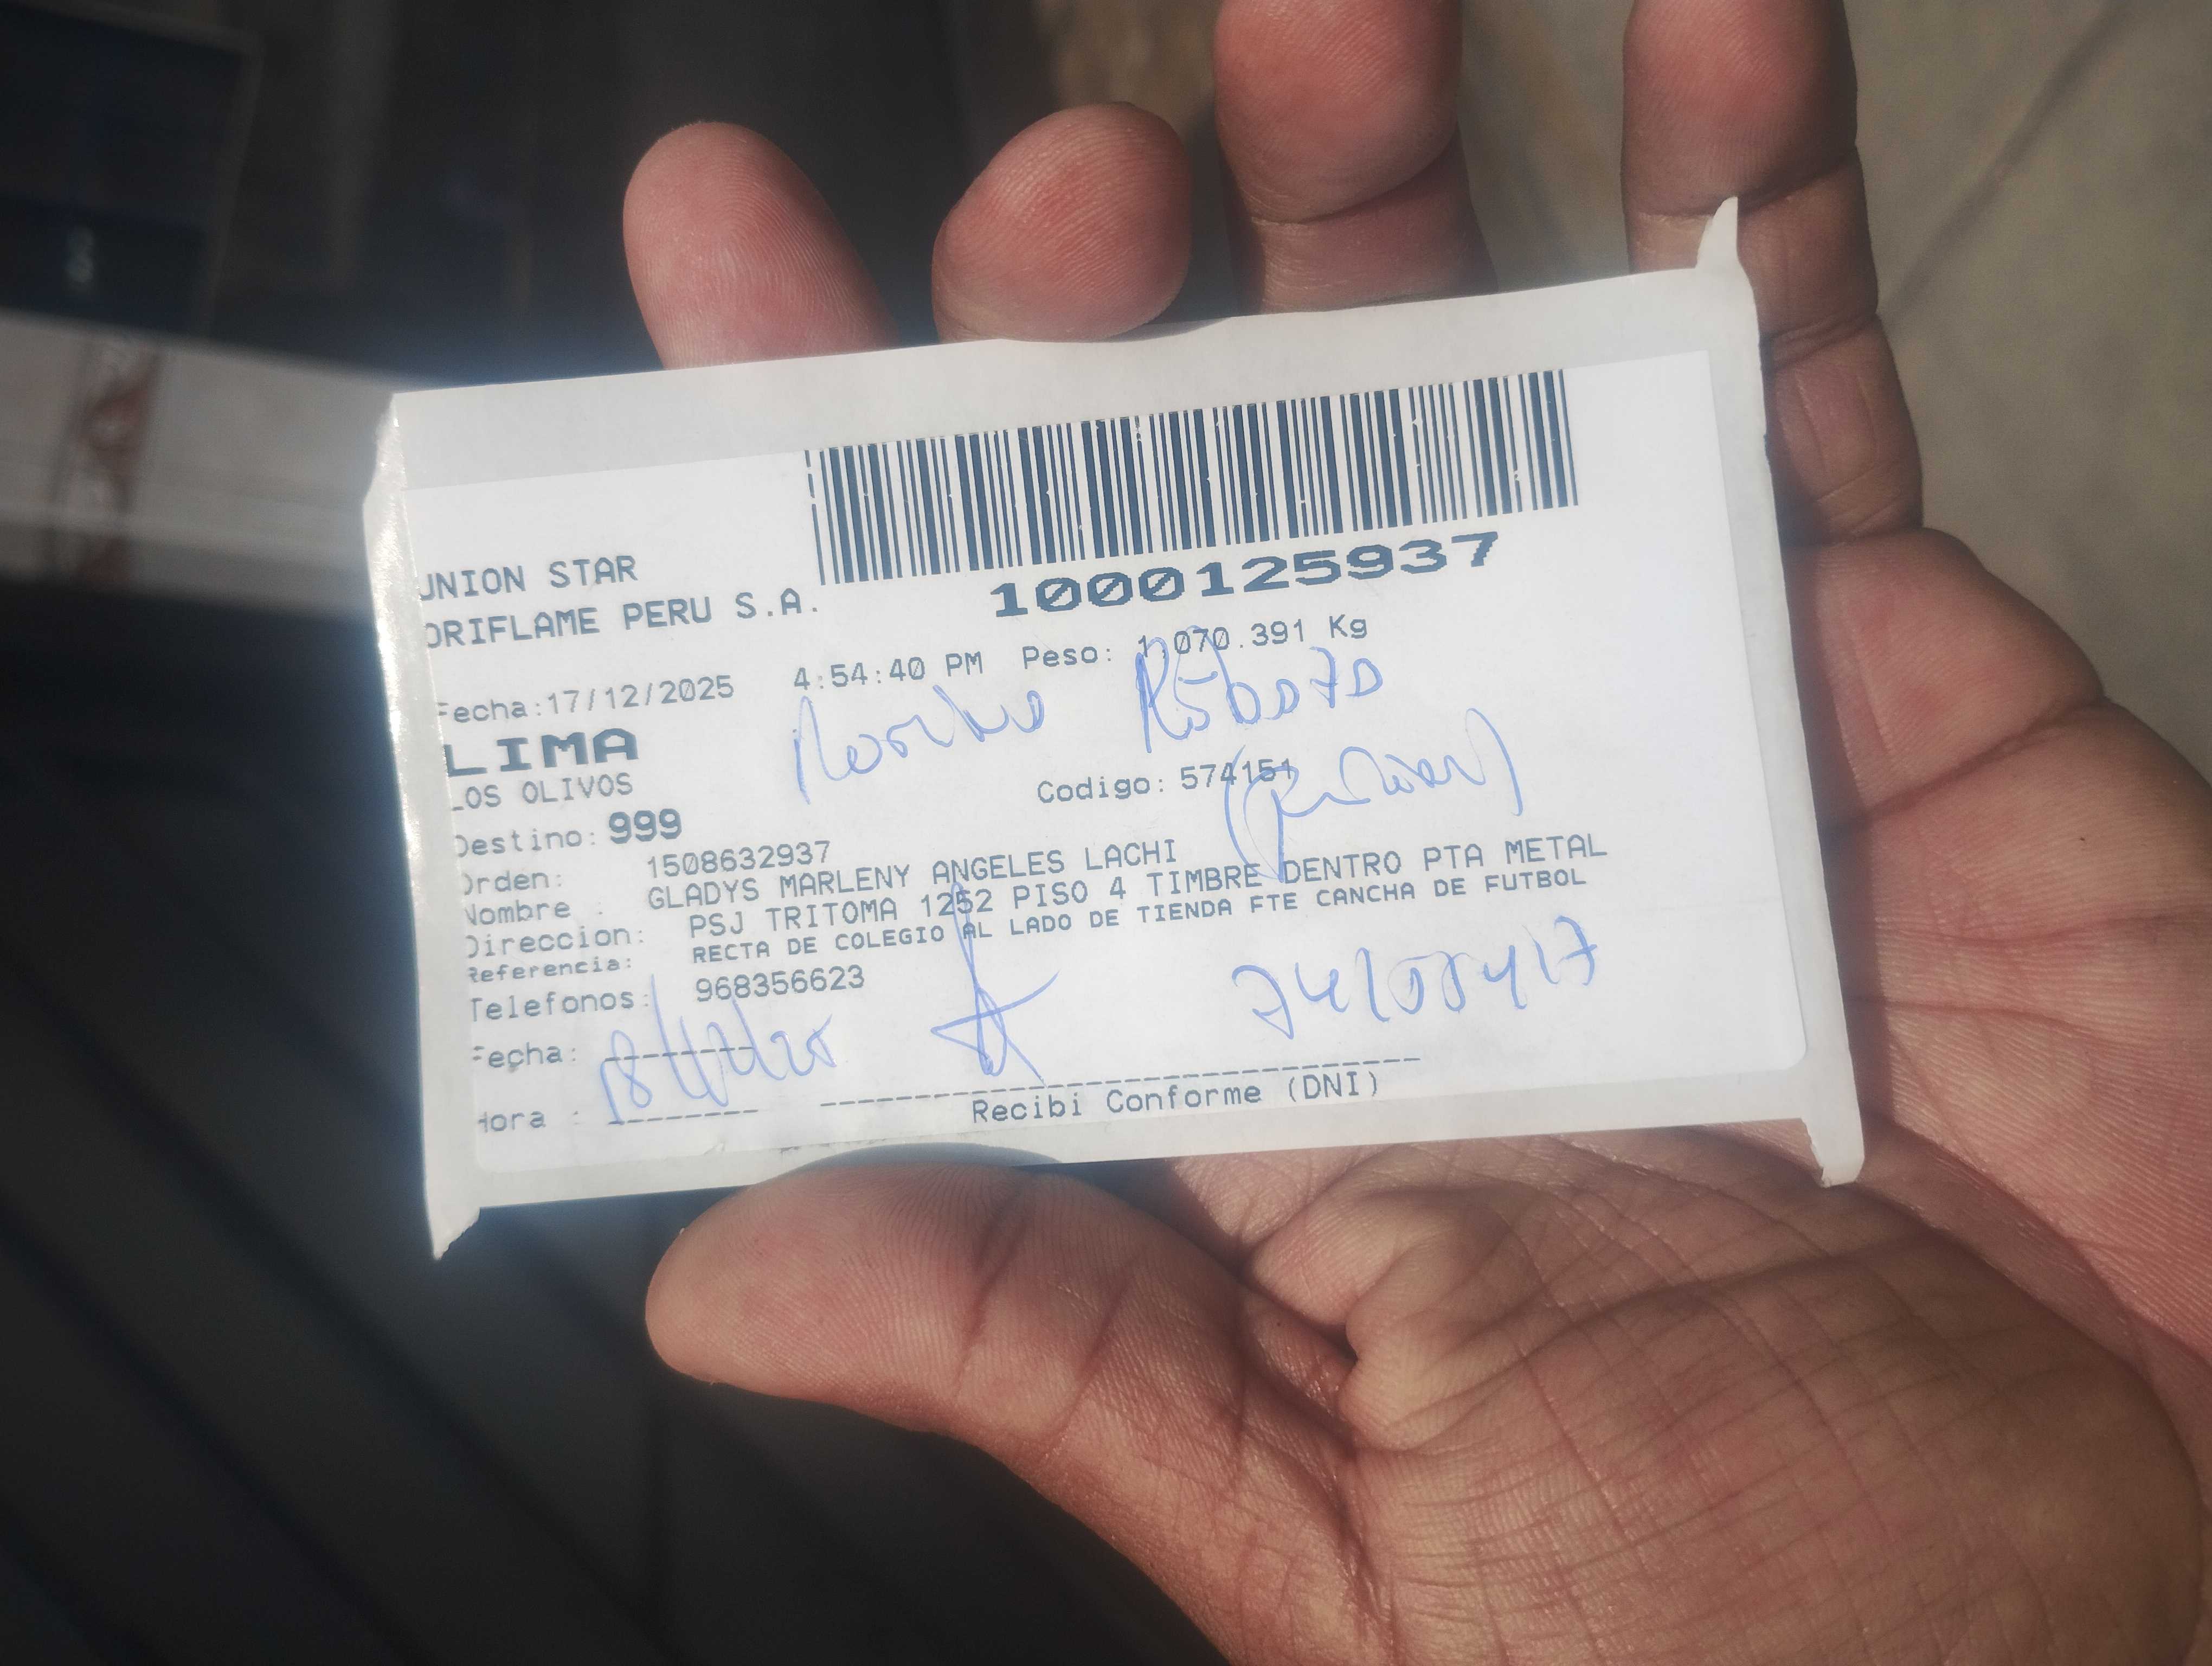 UNION STAR
ORIFLAME PERU S.A.
1000125937
Fecha:17/12/2025 4:54:40 PM Peso: 1,070.391 Kg
LIMA
LOS OLIVOS
Codigo: 574151
Destino: 999
Orden: 1508632937
Nombre : GLADYS MARLENY ANGELES LACHI
Direccion: PSJ TRITOMA 1252 PISO 4 TIMBRE DENTRO PTA METAL
Referencia: RECTA DE COLEGIO AL LADO DE TIENDA FTE CANCHA DE FUTBOL
Telefonos: 968356623
Fecha: 18/12/25
Hora :
Recibi Conforme (DNI)